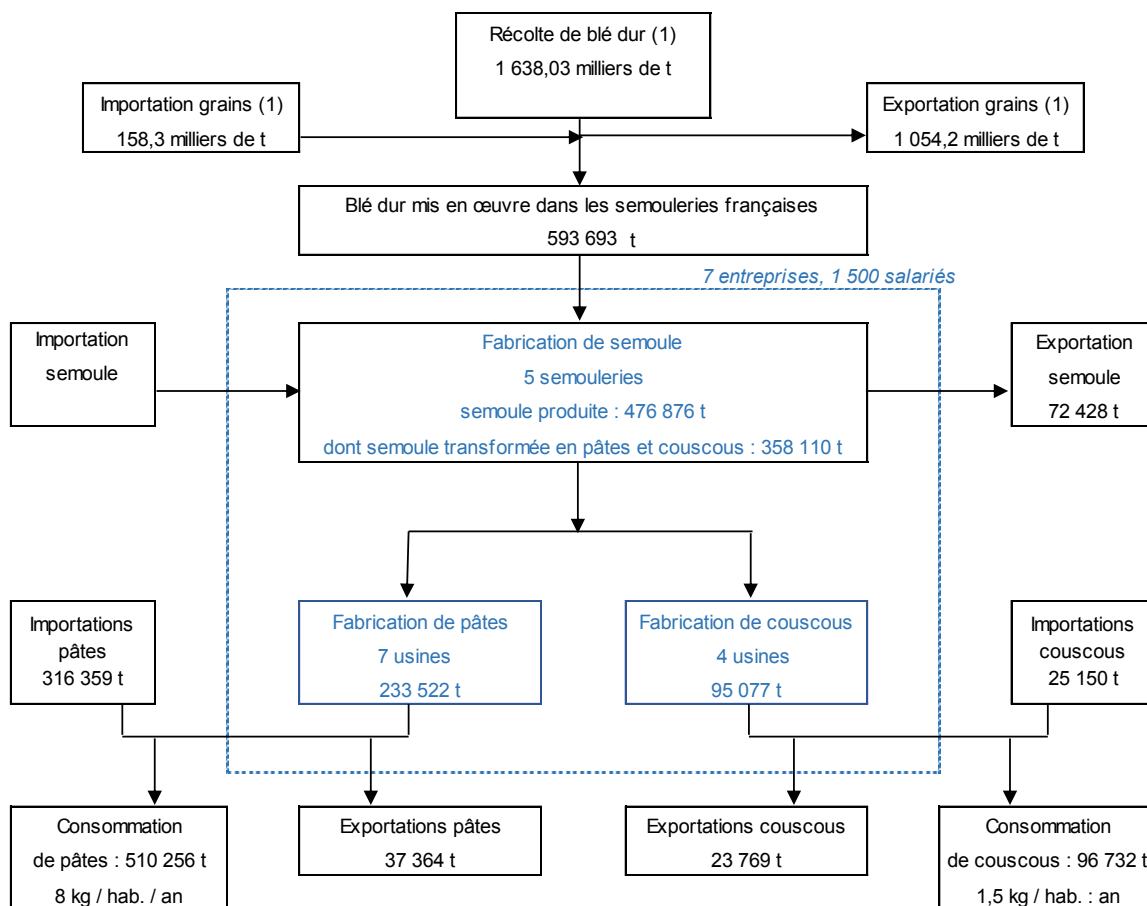 Récolte de blé dur (1)
1 638,03 milliers de t
Importation grains (1)
158,3 milliers de t
Exportation grains (1)
1 054,2 milliers de t
Blé dur mis en œuvre dans les semouleries françaises
593 693 t
7 entreprises, 1 500 salariés
Importation
semoule
Fabrication de semoule
5 semouleries
semoule produite : 476 876 t
dont semoule transformée en pâtes et couscous : 358 110 t
Exportation
semoule
72 428 t
Importations
pâtes
316 359 t
Fabrication de pâtes
7 usines
233 522 t
Fabrication de couscous
4 usines
95 077 t
Importations
couscous
25 150 t
Consommation
de pâtes : 510 256 t
8 kg / hab. / an
Exportations pâtes
37 364 t
Exportations couscous
23 769 t
Consommation
de couscous : 96 732 t
1,5 kg / hab. : an